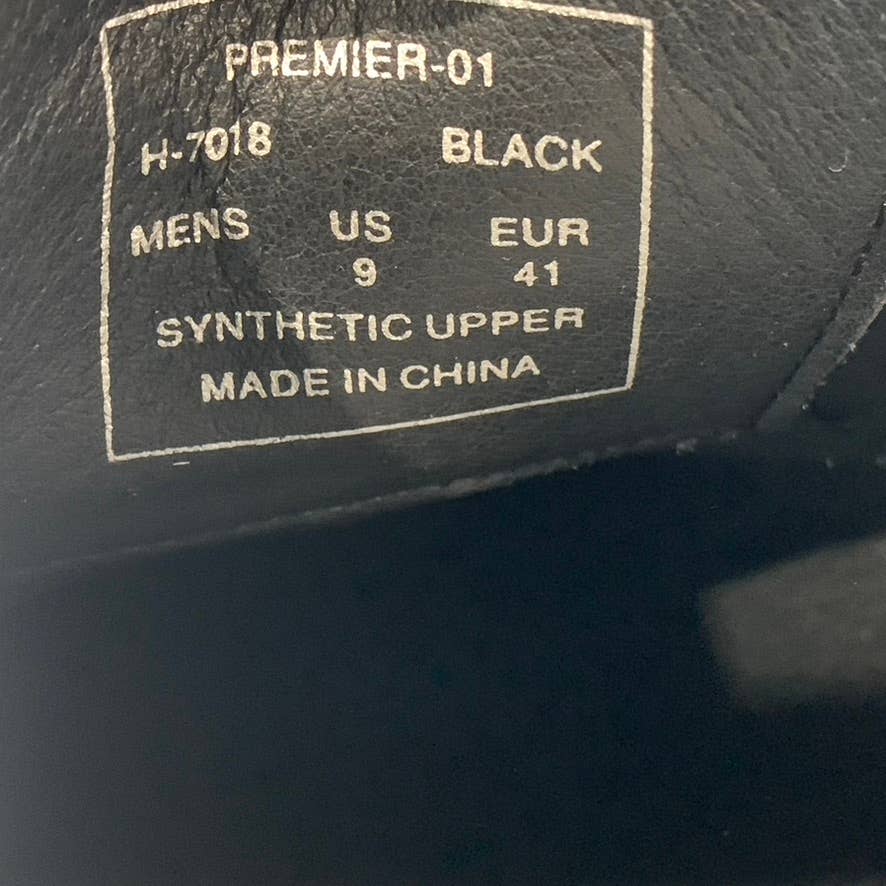 PREMIER-01
H-7018 BLACK
MENS US EUR
9 41
SYNTHETIC UPPER
MADE IN CHINA